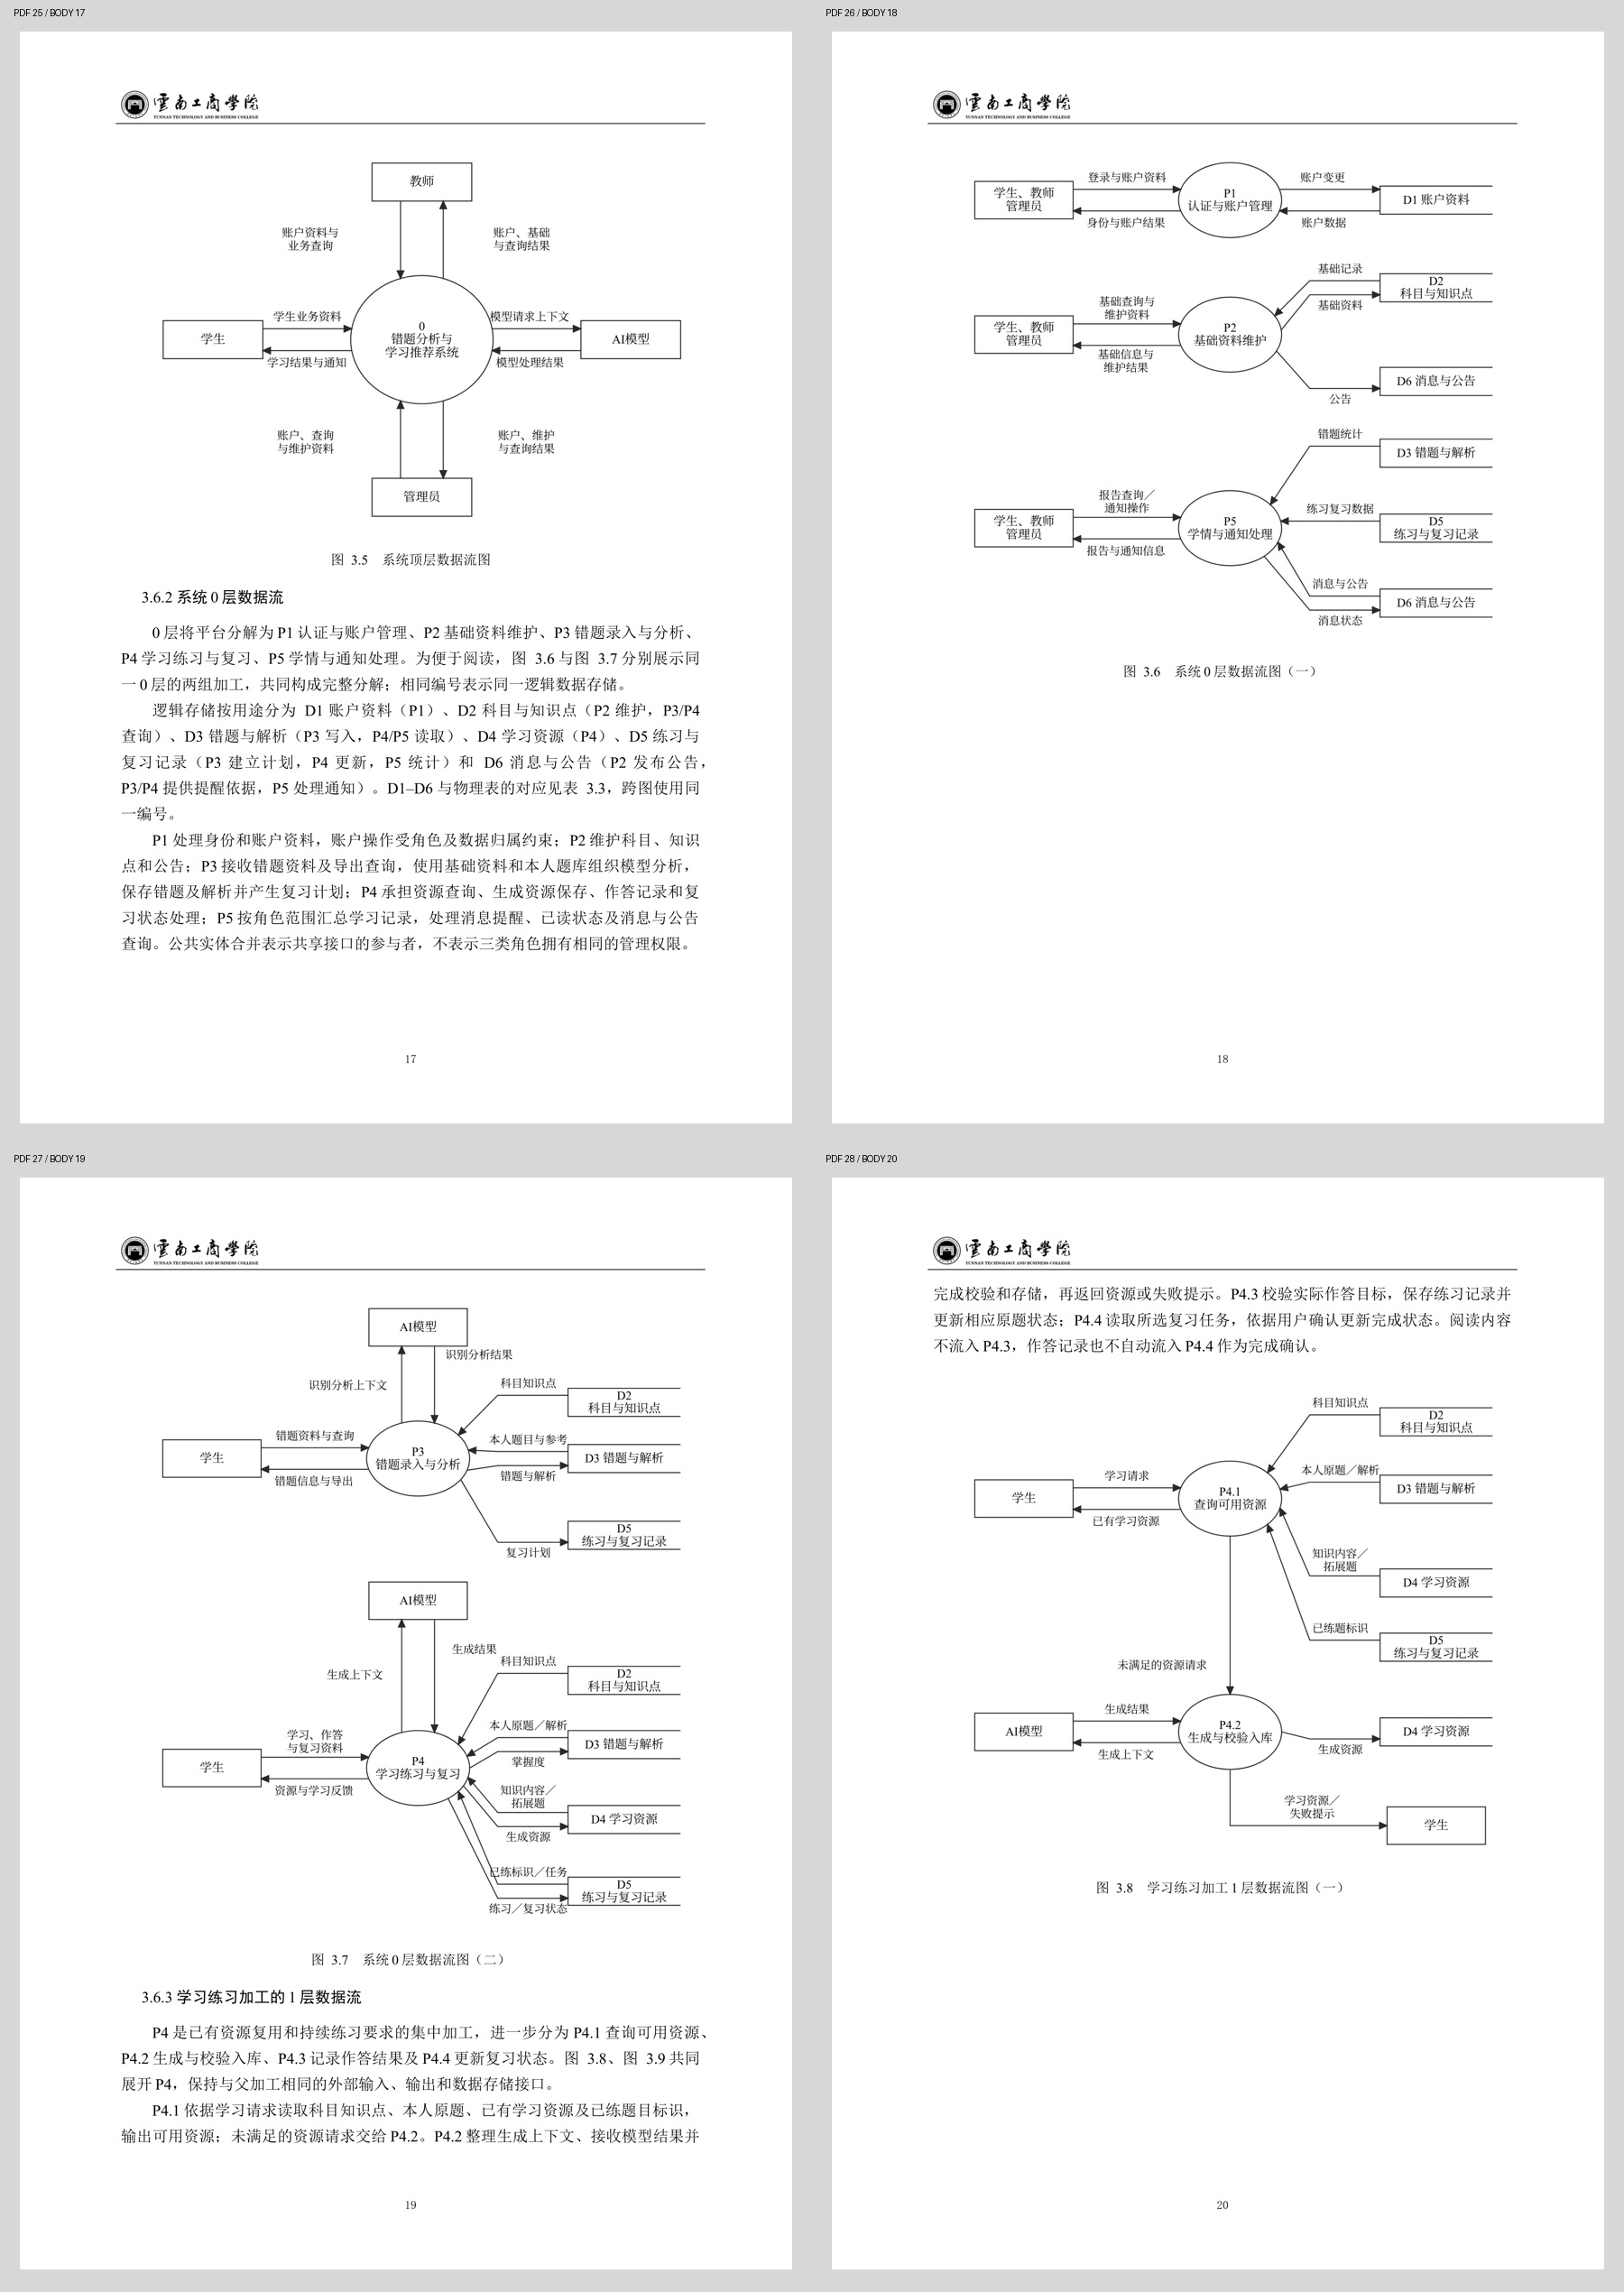 PDF 25 / BODY 17
雲南工商學院
YUNNAN TECHNOLOGY AND BUSINESS COLLEGE
教师
账户资料与
业务查询
账户、基础
与查询结果
学生
学生业务资料
学习结果与通知
0
错题分析与
学习推荐系统
模型请求上下文
模型处理结果
AI模型
账户、查询
与维护资料
账户、维护
与查询结果
管理员
图 3.5 系统顶层数据流图
3.6.2 系统 0 层数据流
0 层将平台分解为 P1 认证与账户管理、P2 基础资料维护、P3 错题录入与分析、
P4 学习练习与复习、P5 学情与通知处理。为便于阅读，图 3.6 与图 3.7 分别展示同
一 0 层的两组加工，共同构成完整分解；相同编号表示同一逻辑数据存储。
逻辑存储按用途分为 D1 账户资料（P1）、D2 科目与知识点（P2 维护，P3/P4
查询）、D3 错题与解析（P3 写入，P4/P5 读取）、D4 学习资源（P4）、D5 练习与
复习记录（P3 建立计划，P4 更新，P5 统计）和 D6 消息与公告（P2 发布公告，
P3/P4 提供提醒依据，P5 处理通知）。D1–D6 与物理表的对应见表 3.3，跨图使用同
一编号。
P1 处理身份和账户资料，账户操作受角色及数据归属约束；P2 维护科目、知识
点和公告；P3 接收错题资料及导出查询，使用基础资料和本人题库组织模型分析，
保存错题及解析并产生复习计划；P4 承担资源查询、生成资源保存、作答记录和复
习状态处理；P5 按角色范围汇总学习记录，处理消息提醒、已读状态及消息与公告
查询。公共实体合并表示共享接口的参与者，不表示三类角色拥有相同的管理权限。
17
PDF 26 / BODY 18
雲南工商學院
YUNNAN TECHNOLOGY AND BUSINESS COLLEGE
学生、教师
管理员
登录与账户资料
身份与账户结果
P1
认证与账户管理
账户变更
账户数据
D1 账户资料
学生、教师
管理员
基础查询与
维护资料
基础信息与
维护结果
P2
基础资料维护
基础记录
基础资料
D2
科目与知识点
公告
D6 消息与公告
学生、教师
管理员
报告查询／
通知操作
报告与通知信息
P5
学情与通知处理
错题统计
D3 错题与解析
练习复习数据
D5
练习与复习记录
消息与公告
消息状态
D6 消息与公告
图 3.6 系统 0 层数据流图（一）
18
PDF 27 / BODY 19
雲南工商學院
YUNNAN TECHNOLOGY AND BUSINESS COLLEGE
AI模型
识别分析结果
识别分析上下文
学生
错题资料与查询
错题信息与导出
P3
错题录入与分析
科目知识点
D2
科目与知识点
本人题目与参考
错题与解析
D3 错题与解析
复习计划
D5
练习与复习记录
AI模型
生成结果
生成上下文
学生
学习、作答
与复习资料
资源与学习反馈
P4
学习练习与复习
科目知识点
D2
科目与知识点
本人原题／解析
掌握度
D3 错题与解析
知识内容／
拓展题
生成资源
D4 学习资源
已练标识／任务
练习／复习状态
D5
练习与复习记录
图 3.7 系统 0 层数据流图（二）
3.6.3 学习练习加工的 1 层数据流
P4 是已有资源复用和持续练习要求的集中加工，进一步分为 P4.1 查询可用资源、
P4.2 生成与校验入库、P4.3 记录作答结果及 P4.4 更新复习状态。图 3.8、图 3.9 共同
展开 P4，保持与父加工相同的外部输入、输出和数据存储接口。
P4.1 依据学习请求读取科目知识点、本人原题、已有学习资源及已练题目标识，
输出可用资源；未满足的资源请求交给 P4.2。P4.2 整理生成上下文、接收模型结果并
19
PDF 28 / BODY 20
雲南工商學院
YUNNAN TECHNOLOGY AND BUSINESS COLLEGE
完成校验和存储，再返回资源或失败提示。P4.3 校验实际作答目标，保存练习记录并
更新相应原题状态；P4.4 读取所选复习任务，依据用户确认更新完成状态。阅读内容
不流入 P4.3，作答记录也不自动流入 P4.4 作为完成确认。
学生
学习请求
已有学习资源
P4.1
查询可用资源
科目知识点
D2
科目与知识点
本人原题／解析
D3 错题与解析
知识内容／
拓展题
D4 学习资源
已练题标识
D5
练习与复习记录
未满足的资源请求
AI模型
生成结果
生成上下文
P4.2
生成与校验入库
生成资源
D4 学习资源
学习资源／
失败提示
学生
图 3.8 学习练习加工 1 层数据流图（一）
20